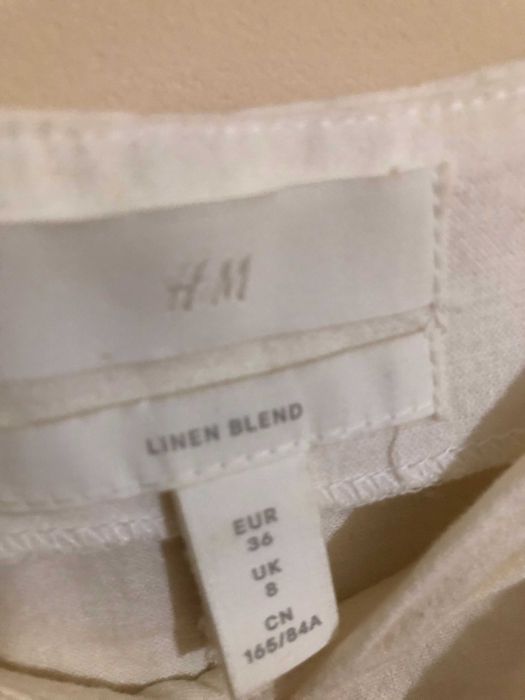 H&M
LINEN BLEND
EUR
36
UK
8
CN
165/84A